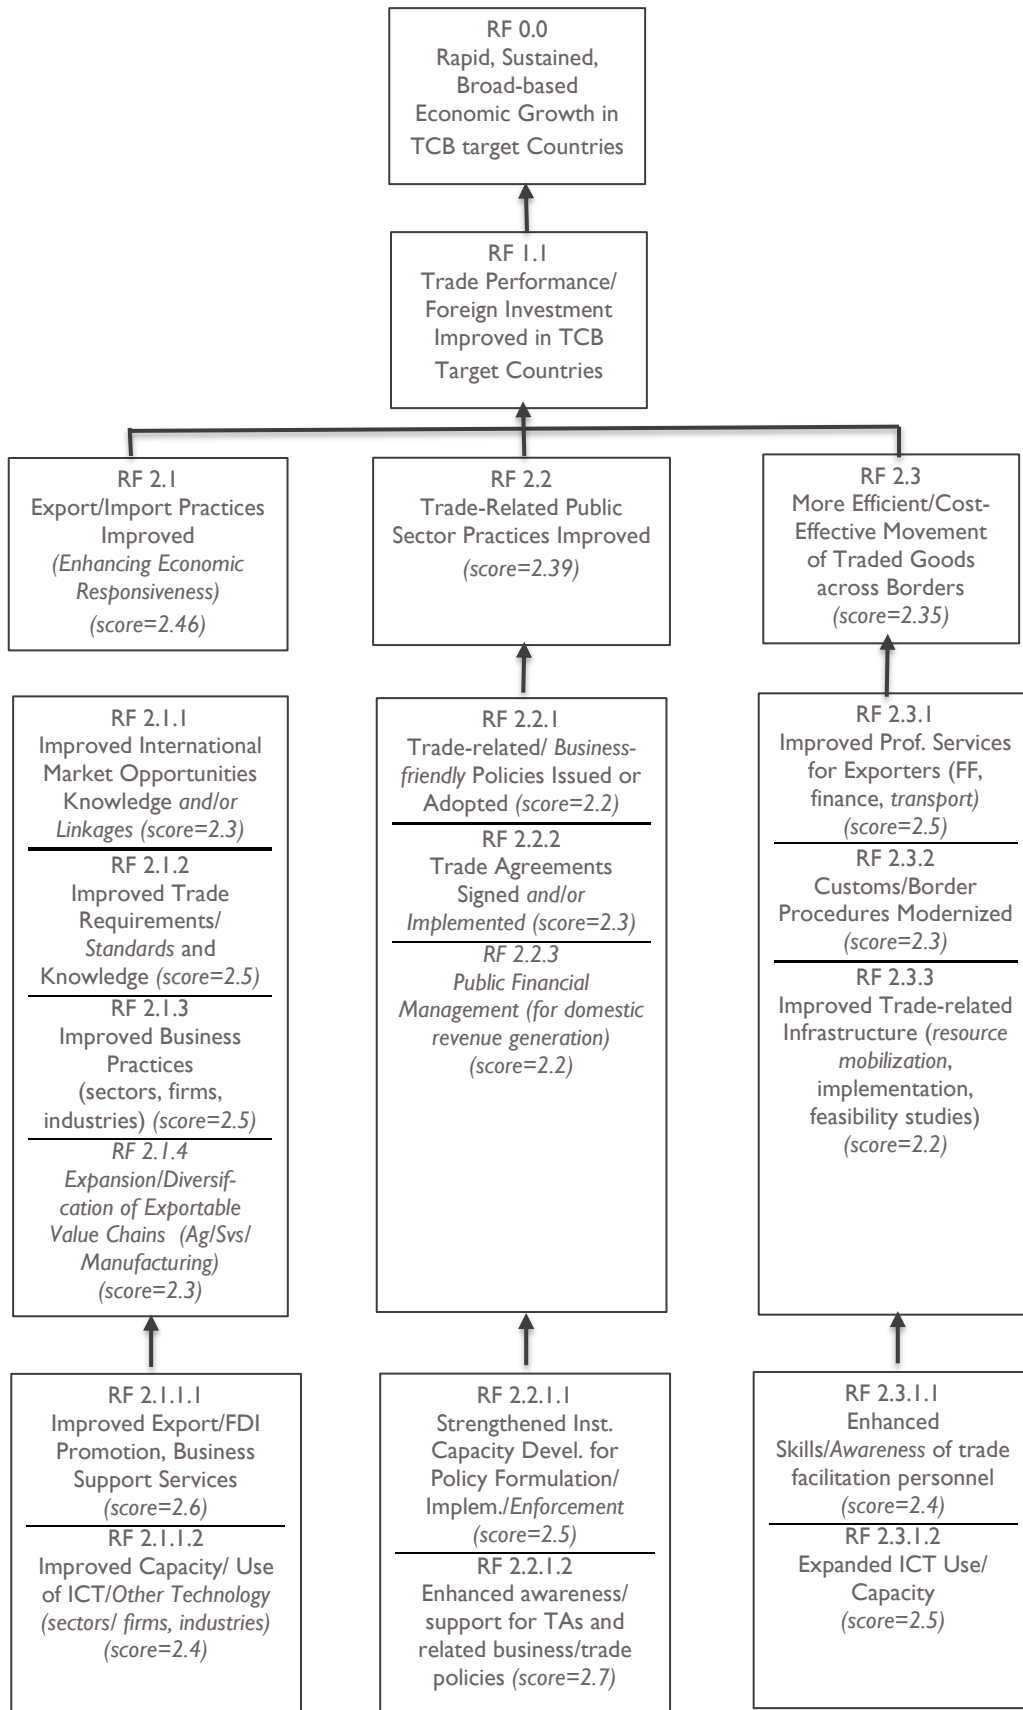 RF 0.0
Rapid, Sustained,
Broad-based
Economic Growth in
TCB target Countries
RF 1.1
Trade Performance/
Foreign Investment
Improved in TCB
Target Countries
RF 2.1
Export/Import Practices
Improved
(Enhancing Economic
Responsiveness)
(score=2.46)
RF 2.2
Trade-Related Public
Sector Practices Improved
(score=2.39)
RF 2.3
More Efficient/Cost-
Effective Movement
of Traded Goods
across Borders
(score=2.35)
RF 2.1.1
Improved International
Market Opportunities
Knowledge and/or
Linkages (score=2.3)
RF 2.1.2
Improved Trade
Requirements/
Standards and
Knowledge (score=2.5)
RF 2.1.3
Improved Business
Practices
(sectors, firms,
industries) (score=2.5)
RF 2.1.4
Expansion/Diversif-
cation of Exportable
Value Chains (Ag/Svs/
Manufacturing)
(score=2.3)
RF 2.2.1
Trade-related/ Business-
friendly Policies Issued or
Adopted (score=2.2)
RF 2.2.2
Trade Agreements
Signed and/or
Implemented (score=2.3)
RF 2.2.3
Public Financial
Management (for domestic
revenue generation)
(score=2.2)
RF 2.3.1
Improved Prof. Services
for Exporters (FF,
finance, transport)
(score=2.5)
RF 2.3.2
Customs/Border
Procedures Modernized
(score=2.3)
RF 2.3.3
Improved Trade-related
Infrastructure (resource
mobilization,
implementation,
feasibility studies)
(score=2.2)
RF 2.1.1.1
Improved Export/FDI
Promotion, Business
Support Services
(score=2.6)
RF 2.1.1.2
Improved Capacity/ Use
of ICT/Other Technology
(sectors/ firms, industries)
(score=2.4)
RF 2.2.1.1
Strengthened Inst.
Capacity Devel. for
Policy Formulation/
Implem./Enforcement
(score=2.5)
RF 2.2.1.2
Enhanced awareness/
support for TAs and
related business/trade
policies (score=2.7)
RF 2.3.1.1
Enhanced
Skills/Awareness of trade
facilitation personnel
(score=2.4)
RF 2.3.1.2
Expanded ICT Use/
Capacity
(score=2.5)